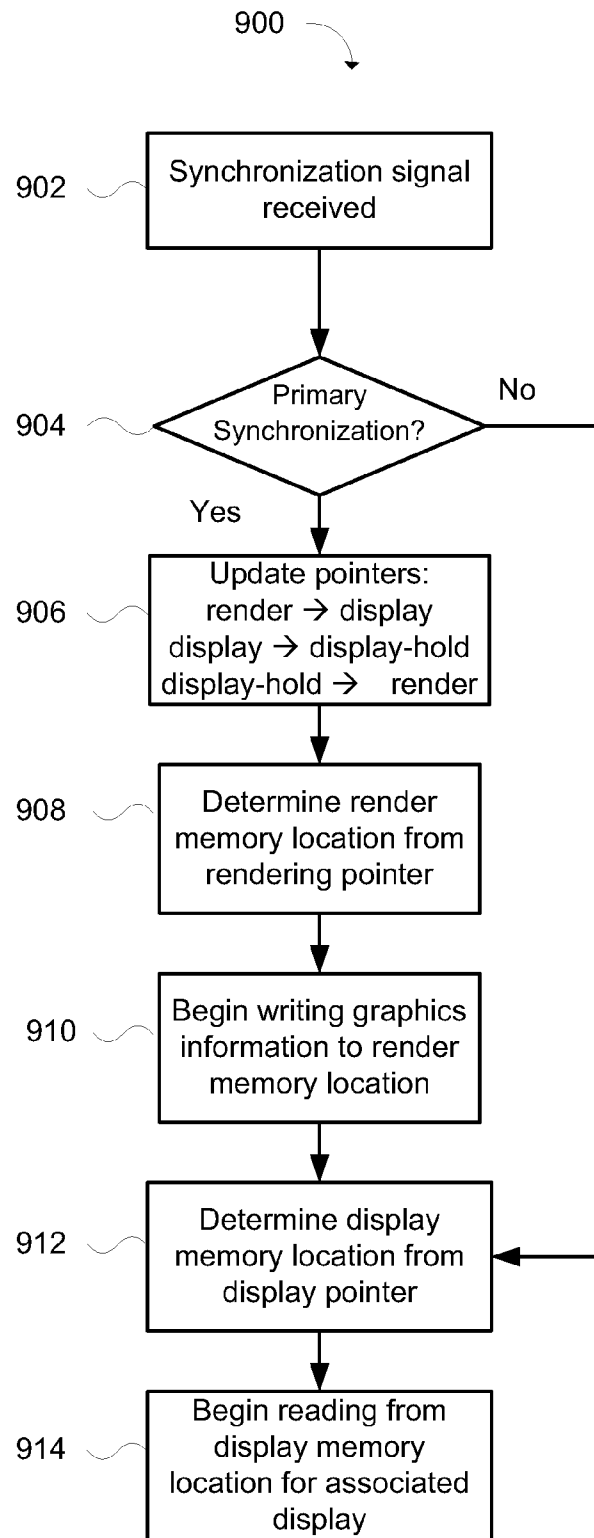 900
902
Synchronization signal
received
904
Primary
Synchronization?
No
Yes
906
Update pointers:
render → display
display → display-hold
display-hold → render
908
Determine render
memory location from
rendering pointer
910
Begin writing graphics
information to render
memory location
912
Determine display
memory location from
display pointer
914
Begin reading from
display memory
location for associated
display